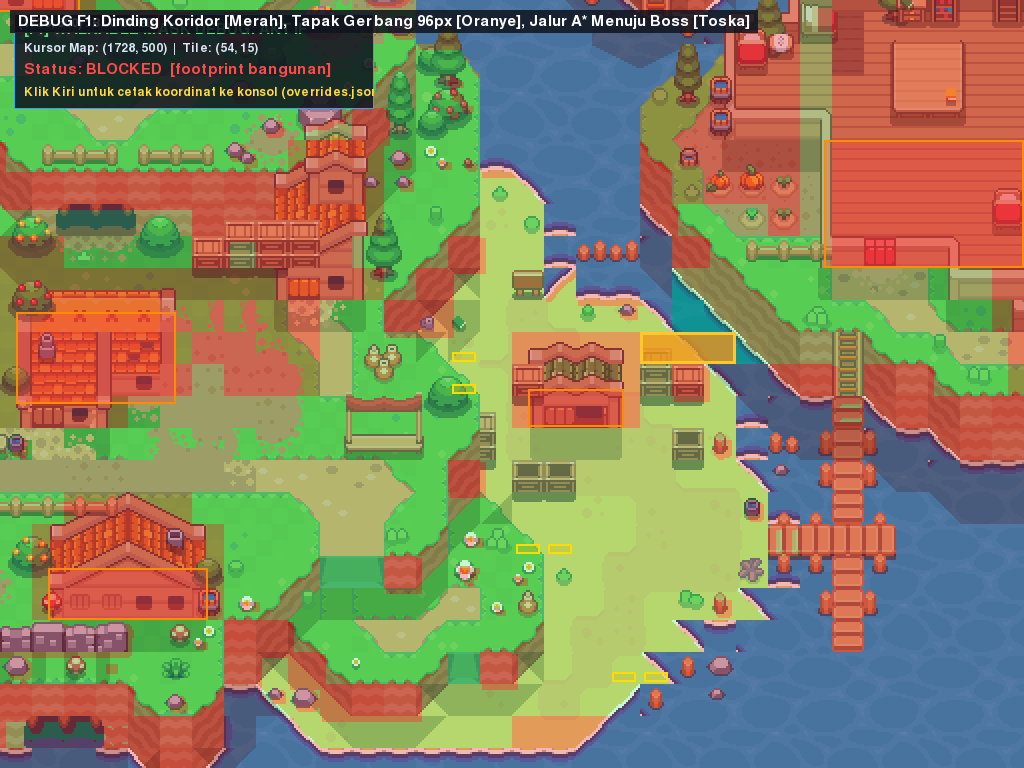 DEBUG F1: Dinding Koridor [Merah], Tapak Gerbang 96px [Oranye], Jalur A* Menuju Boss [Toska]
Kursor Map: (1728, 500) | Tile: (54, 15)
Status: BLOCKED [footprint bangunan]
Klik Kiri untuk cetak koordinat ke konsol (overrides.jso